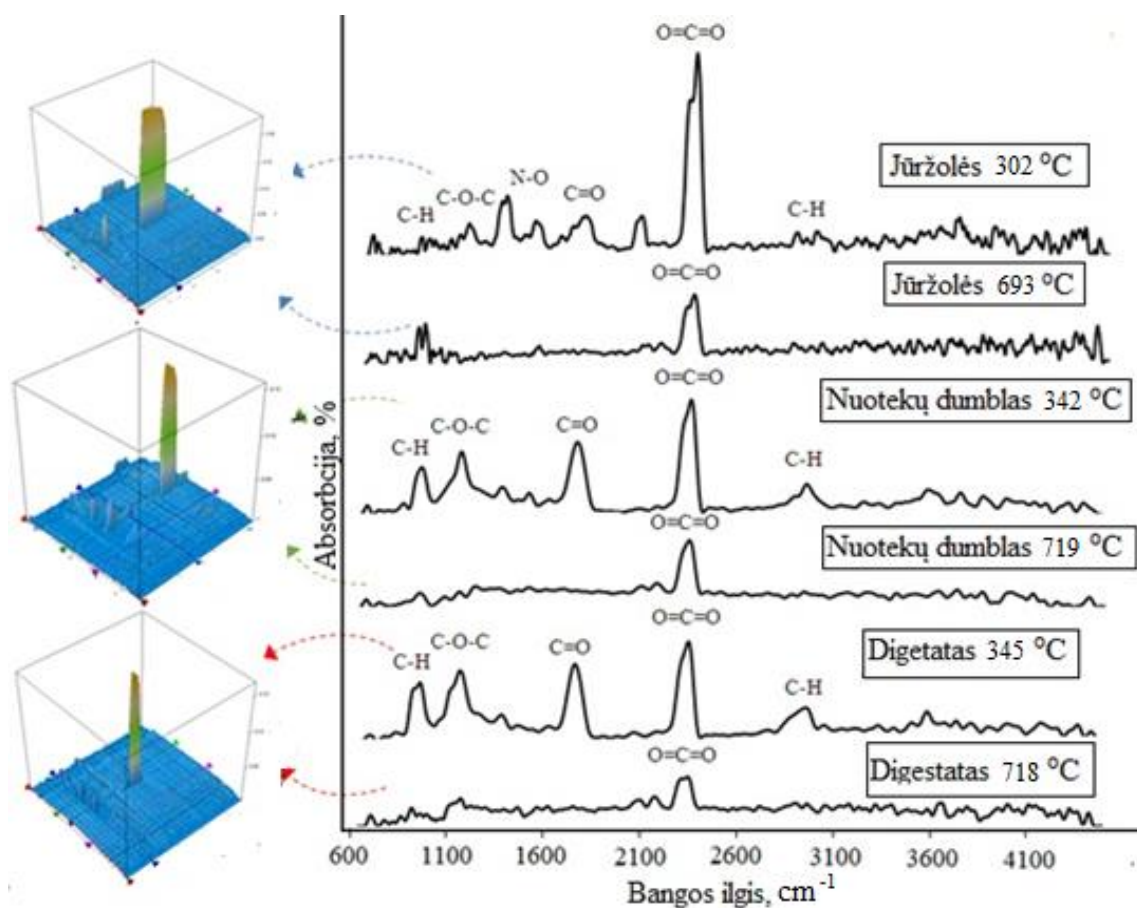 O=C=O
Jūržolės 302 °C
N-O
C-O-C
C=O
C-H
C-H
O=C=O
Jūržolės 693 °C
O=C=O
Nuotekų dumblas 342 °C
C-O-C
C=O
C-H
C-H
Absorbcija, %
O=C=O
Nuotekų dumblas 719 °C
O=C=O
Digetatas 345 °C
C-O-C
C=O
C-H
C-H
O=C=O
Digestatas 718 °C
600 1100 1600 2100 2600 3100 3600 4100
Bangos ilgis, cm⁻¹